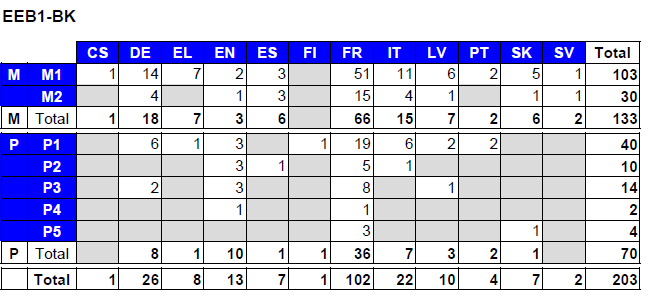 EEB1-BK
CS DE EL EN ES FI FR IT LV PT SK SV Total
M M1 1 14 7 2 3 51 11 6 2 5 1 103
M2 4 1 3 15 4 1 1 1 30
M Total 1 18 7 3 6 66 15 7 2 6 2 133
P P1 6 1 3 1 19 6 2 2 40
P2 3 1 5 1 10
P3 2 3 8 1 14
P4 1 1 2
P5 3 1 4
P Total 8 1 10 1 1 36 7 3 2 1 70
Total 1 26 8 13 7 1 102 22 10 4 7 2 203